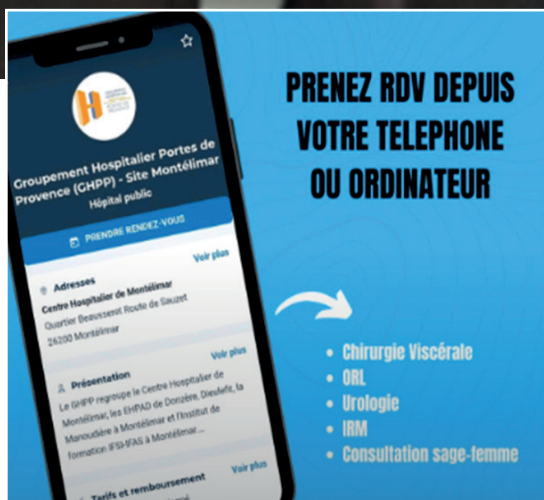 Groupement Hospitalier Portes de
Provence (GHPP) - Site Montélimar
Hôpital public
PRENDRE RENDEZ-VOUS
Adresses
Voir plus
Centre Hospitalier de Montélimar
Quartier Beausseret Route de Sauzet
26200 Montélimar
Présentation
Voir plus
Le GHPP regroupe le Centre Hospitalier de
Montélimar, les EHPAD de Donzère, Dieulefit, la
Manoudière à Montélimar et l'Institut de
formation IFSI-IFAS à Montélimar...
Tarifs et remboursement
Voir plus
PRENEZ RDV DEPUIS
VOTRE TELEPHONE
OU ORDINATEUR
• Chirurgie Viscérale
• ORL
• Urologie
• IRM
• Consultation sage-femme